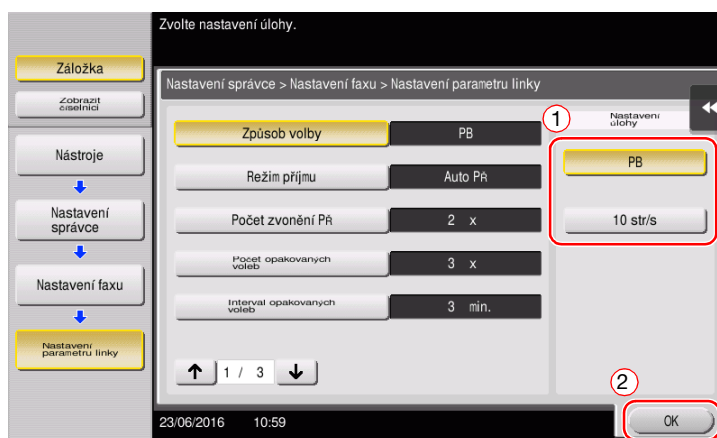 Zvolte nastavení úlohy.
Záložka
Zobrazit
číselníci
Nástroje
Nastavení
správce
Nastavení faxu
Nastavení
parametru linky
Nastavení správce > Nastavení faxu > Nastavení parametru linky
Způsob volby
PB
Režim příjmu
Auto Př
Počet zvonění Př
2 x
Počet opakovaných
voleb
3 x
Interval opakovaných
voleb
3 min.
1 / 3
1
Nastavení
úlohy
PB
10 str/s
2
OK
23/06/2016 10:59